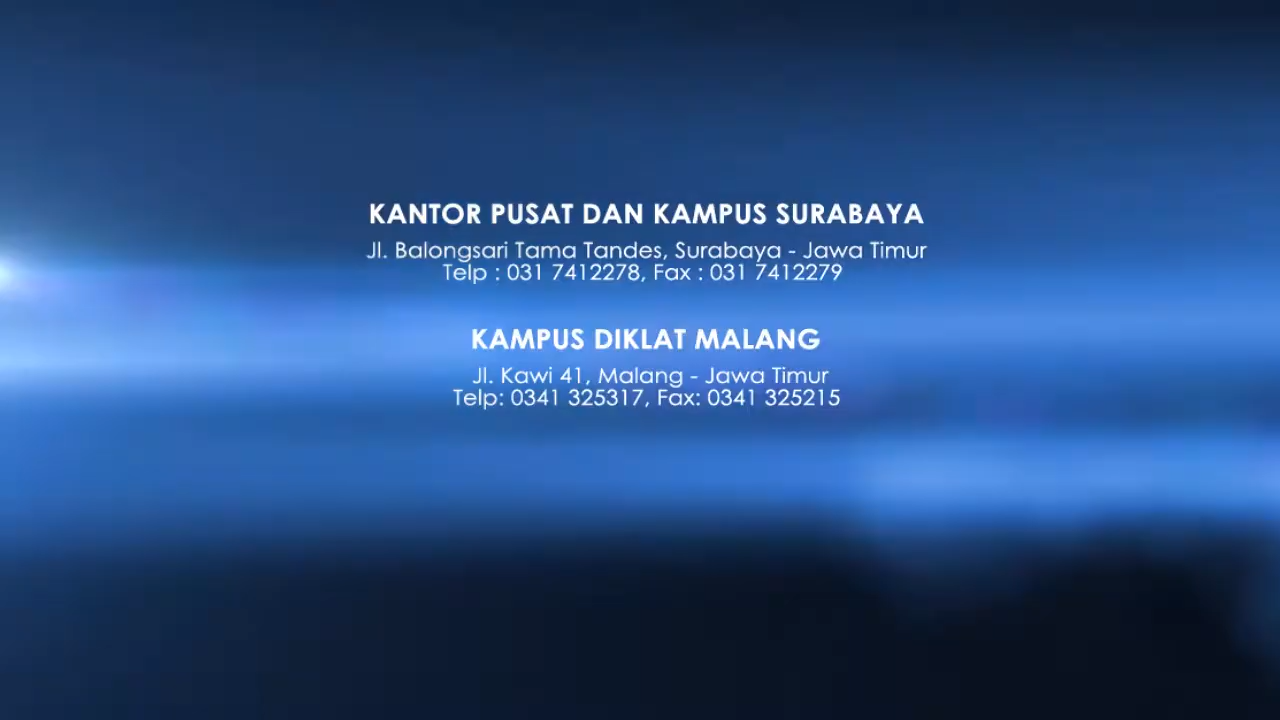 KANTOR PUSAT DAN KAMPUS SURABAYA
Jl. Balongsari Tama Tandes, Surabaya - Jawa Timur
Telp : 031 7412278, Fax : 031 7412279
KAMPUS DIKLAT MALANG
Jl. Kawi 41, Malang - Jawa Timur
Telp: 0341 325317, Fax: 0341 325215